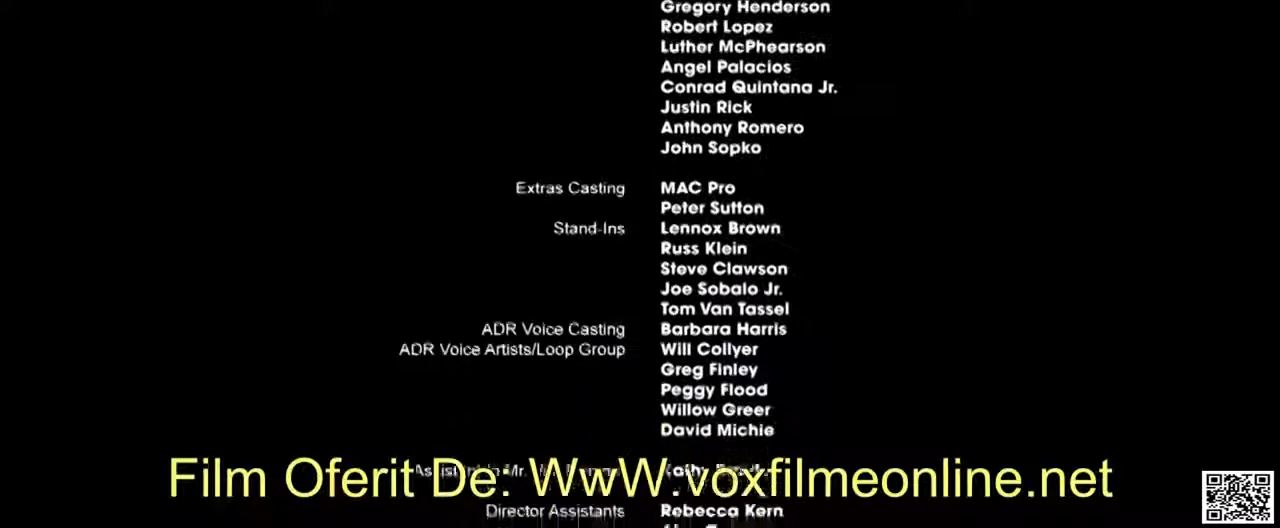 Gregory Henderson
Robert Lopez
Luther McPhearson
Angel Palacios
Conrad Quintana Jr.
Justin Rick
Anthony Romero
John Sopko
Extras Casting MAC Pro
Peter Sutton
Stand-Ins Lennox Brown
Russ Klein
Steve Clawson
Joe Sobalo Jr.
Tom Van Tassel
ADR Voice Casting Barbara Harris
ADR Voice Artists/Loop Group Will Collyer
Greg Finley
Peggy Flood
Willow Greer
David Michie
Film Oferit De: WwW.voxfilmeonline.net
Director Assistants Rebecca Kern